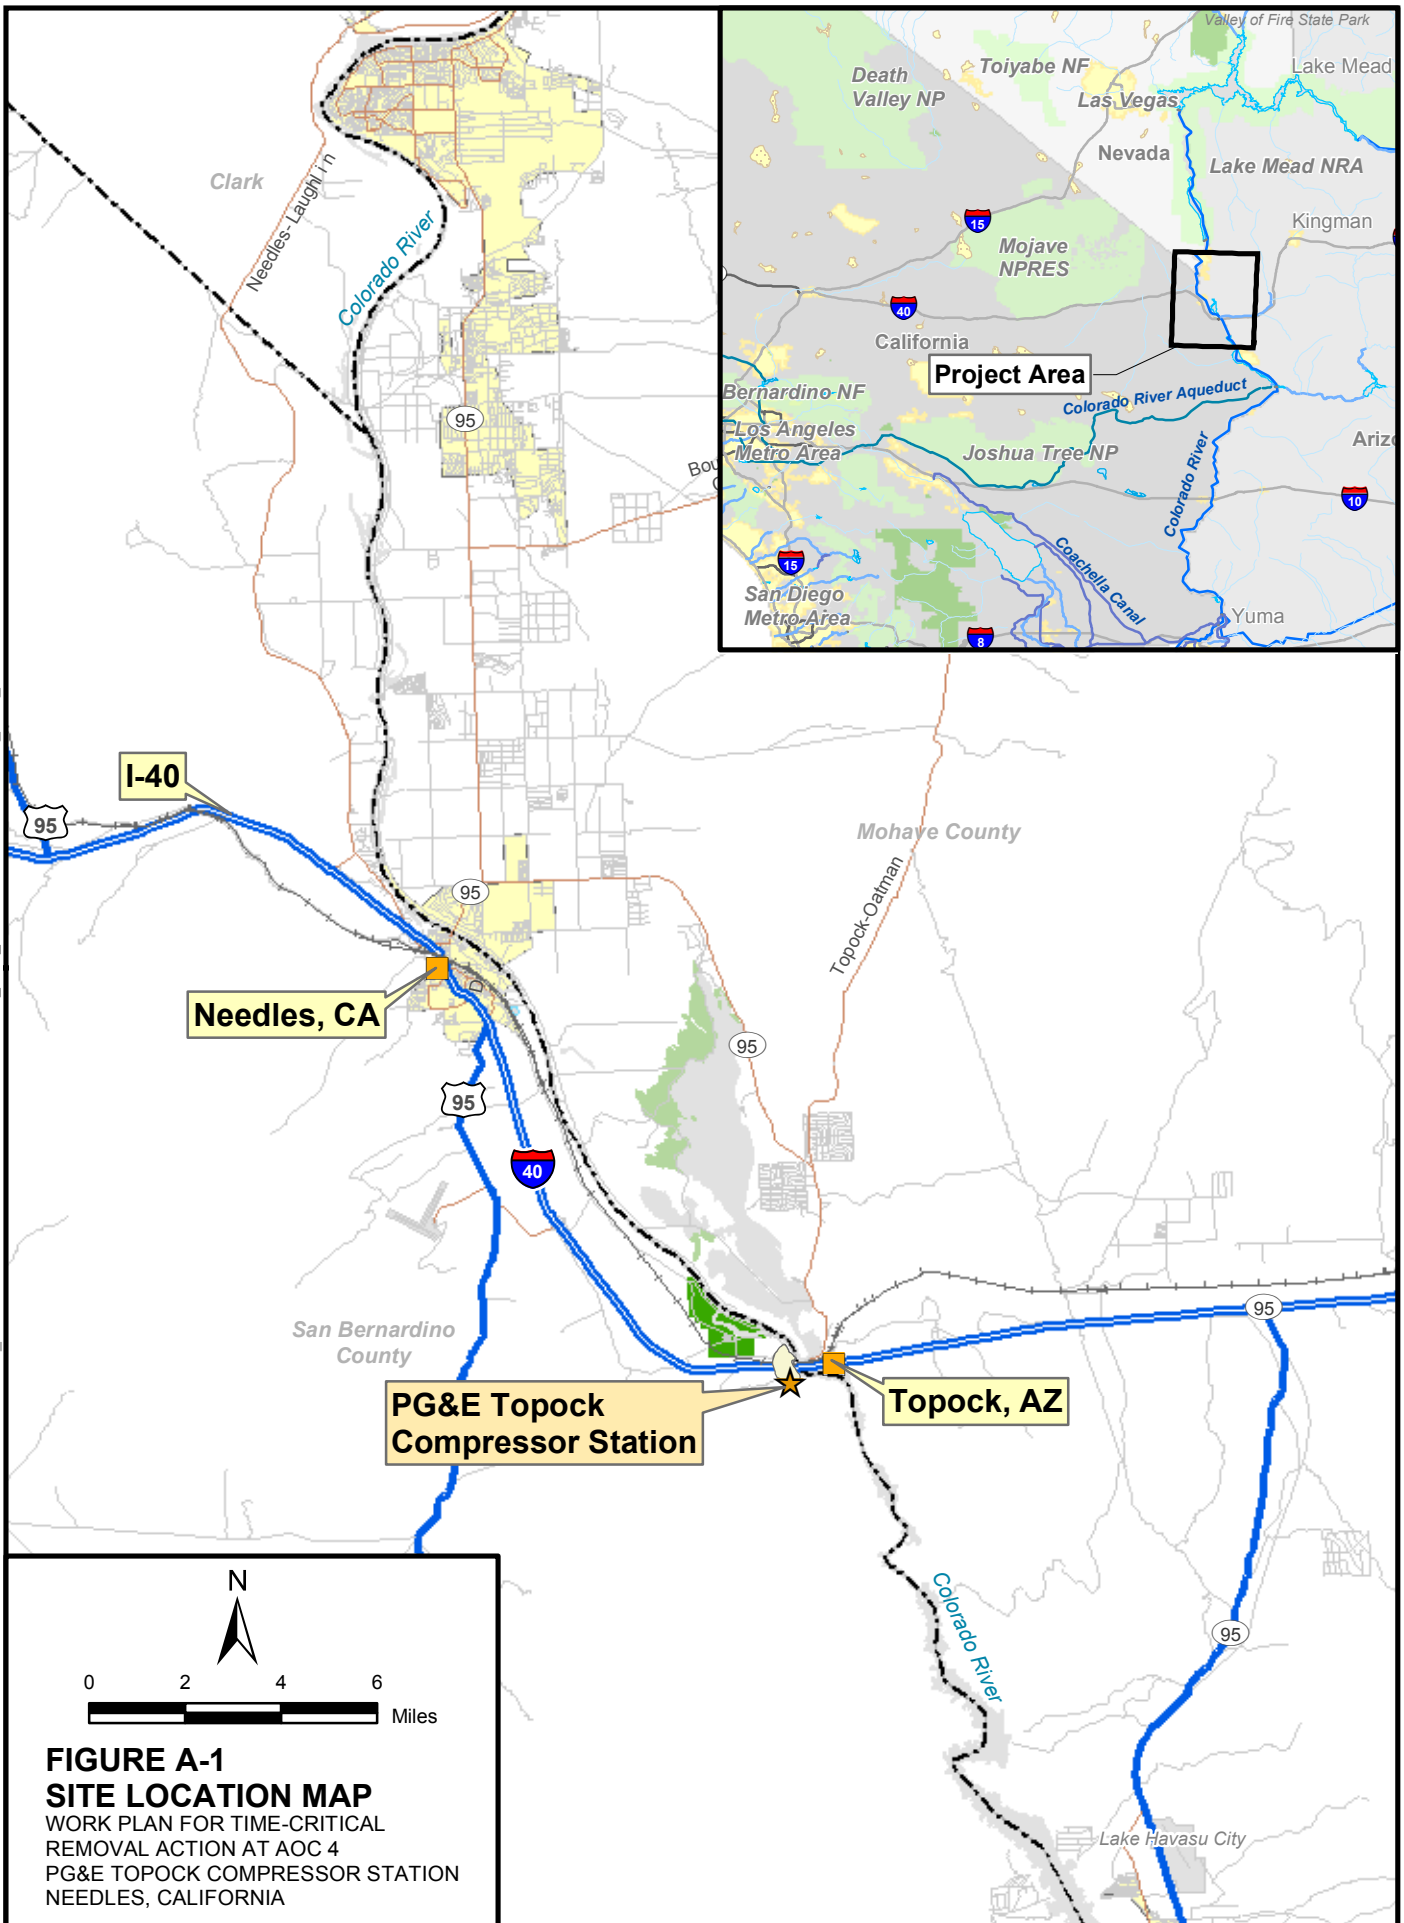 Valley of Fire State Park
Lake Mead
Toiyabe NF
Death
Valley NP
Las Vegas
Nevada
Lake Mead NRA
Kingman
15
Mojave
NPRES
40
California
Project Area
Colorado River Aqueduct
Bernardino NF
Los Angeles
Metro Area
Joshua Tree NP
Colorado River
10
15
Coachella Canal
San Diego
Metro Area
Yuma
8
Clark
Needles-Laughlin
Colorado River
95
I-40
95
Mohave County
Topock-Oatman
95
Needles, CA
95
95
40
San Bernardino
County
95
PG&E Topock
Compressor Station
Topock, AZ
Colorado River
95
Lake Havasu City
N
0 2 4 6
Miles
FIGURE A-1
SITE LOCATION MAP
WORK PLAN FOR TIME-CRITICAL
REMOVAL ACTION AT AOC 4
PG&E TOPOCK COMPRESSOR STATION
NEEDLES, CALIFORNIA